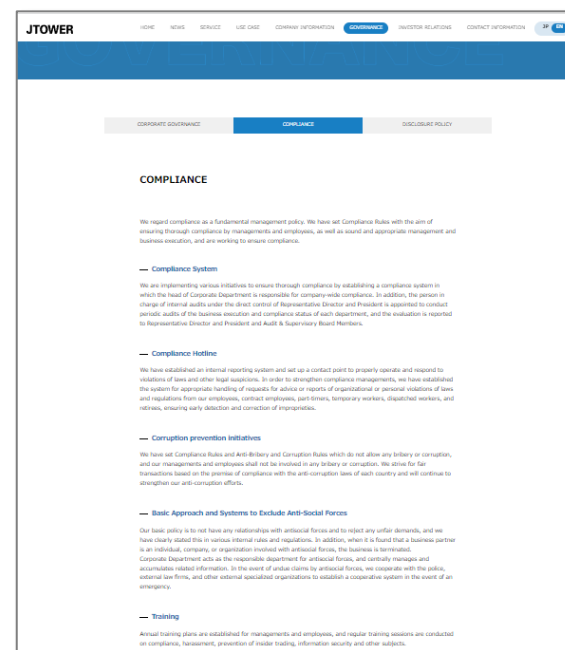 JTOWER
HOME NEWS SERVICE USE CASE COMPANY INFORMATION GOVERNANCE INVESTOR RELATIONS CONTACT INFORMATION JP EN
GOVERNANCE
CORPORATE GOVERNANCE COMPLIANCE DISCLOSURE POLICY
COMPLIANCE
We regard compliance as a fundamental management policy. We have set Compliance Rules with the aim of
ensuring thorough compliance by managements and employees, as well as sound and appropriate management and
business execution, and are working to ensure compliance.
— Compliance System
We are implementing various initiatives to ensure thorough compliance by establishing a compliance system in
which the head of Corporate Department is responsible for company-wide compliance. In addition, the person in
charge of internal audits under the direct control of Representative Director and President is appointed to conduct
periodic audits of the business execution and compliance status of each department, and the evaluation is reported
to Representative Director and President and Audit & Supervisory Board Members.
— Compliance Hotline
We have established an internal reporting system and set up a contact point to properly operate and respond to
violations of laws and other legal suspicions. In order to strengthen compliance managements, we have established
the system for appropriate handling of requests for advice or reports of organizational or personal violations of laws
and regulations from our employees, contract employees, part-timers, temporary workers, dispatched workers, and
retirees, ensuring early detection and correction of improprieties.
— Corruption prevention initiatives
We have set Compliance Rules and Anti-Bribery and Corruption Rules which do not allow any bribery or corruption,
and our managements and employees shall not be involved in any bribery or corruption. We strive for fair
transactions based on the premise of compliance with the anti-corruption laws of each country and will continue to
strengthen our anti-corruption efforts.
— Basic Approach and Systems to Exclude Anti-Social Forces
Our basic policy is to not have any relationships with antisocial forces and to reject any unfair demands, and we
have clearly stated this in various internal rules and regulations. In addition, when it is found that a business partner
is an individual, company, or organization involved with antisocial forces, the business is terminated.
Corporate Department acts as the responsible department for antisocial forces, and centrally manages and
accumulates related information. In the event of undue claims by antisocial forces, we cooperate with the police,
external law firms, and other external specialized organizations to establish a cooperative system in the event of an
emergency.
— Training
Annual training plans are established for managements and employees, and regular training sessions are conducted
on compliance, harassment, prevention of insider trading, information security and other subjects.